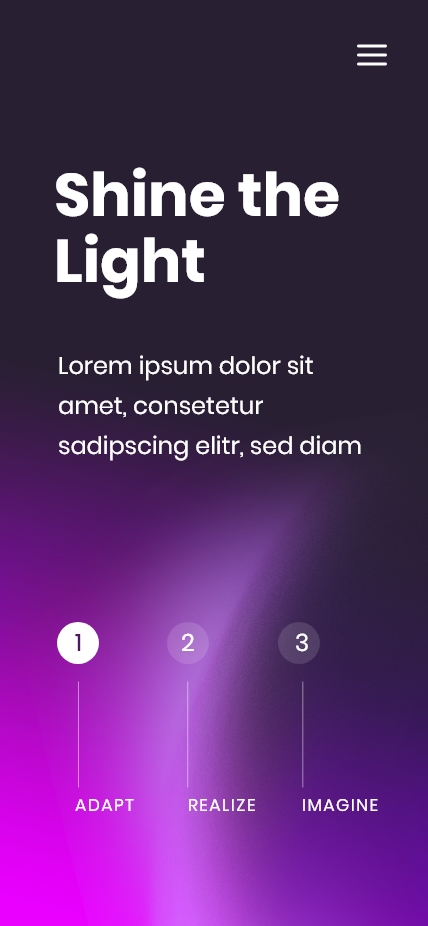 Shine the
Light
Lorem ipsum dolor sit
amet, consetetur
sadipscing elitr, sed diam
1 2 3
ADAPT REALIZE IMAGINE